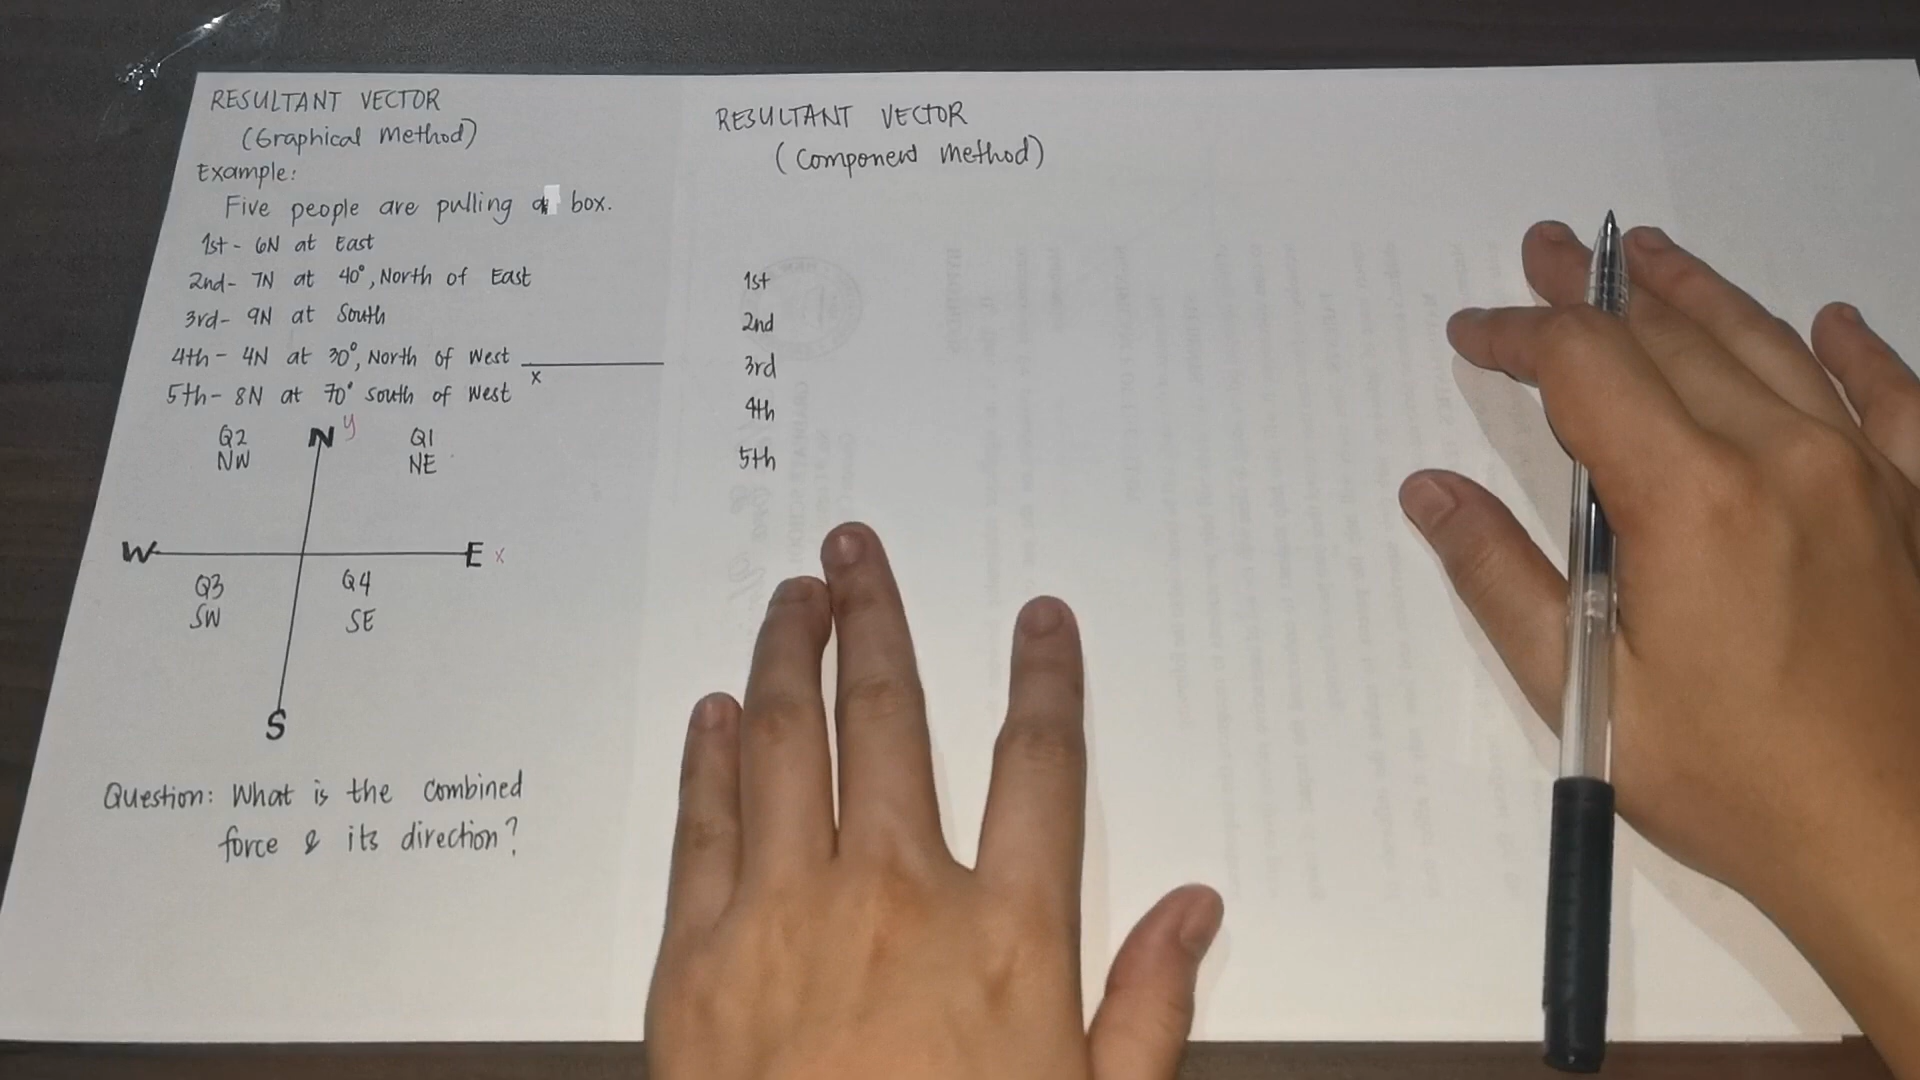 RESULTANT VECTOR
(Graphical Method)
Example:
Five people are pulling a box.
1st - 6N at East
2nd - 7N at 40°, North of East
3rd - 9N at South
4th - 4N at 30°, North of West
x
5th - 8N at 70° South of West
Q2 N y Q1
NW NE
W E x
Q3 Q4
SW SE
S
Question: What is the combined
force & its direction?
RESULTANT VECTOR
(Component Method)
1st
2nd
3rd
4th
5th